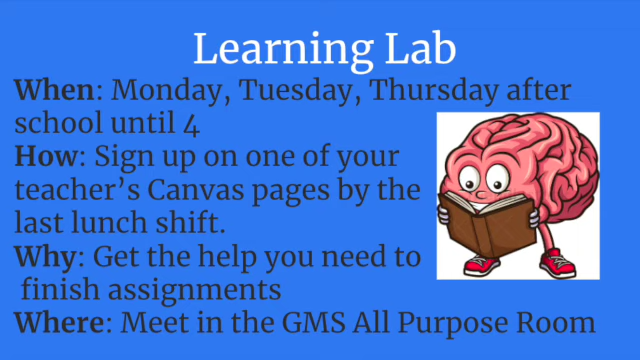 Learning Lab
When: Monday, Tuesday, Thursday after
school until 4
How: Sign up on one of your
teacher’s Canvas pages by the
last lunch shift.
Why: Get the help you need to
finish assignments
Where: Meet in the GMS All Purpose Room